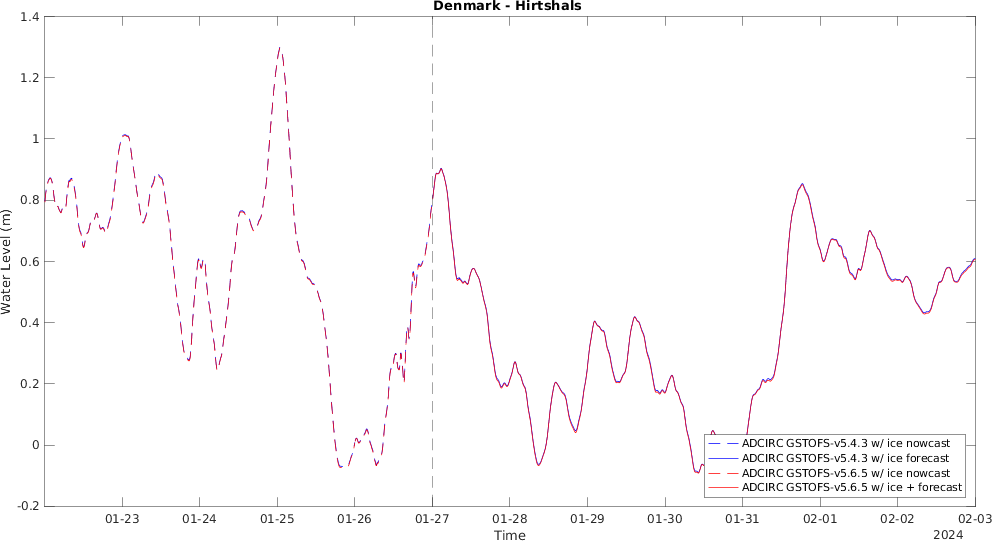 Denmark - Hirtshals
Water Level (m)
1.4
1.2
1
0.8
0.6
0.4
0.2
0
-0.2
ADCIRC GSTOFS-v5.4.3 w/ ice nowcast
ADCIRC GSTOFS-v5.4.3 w/ ice forecast
ADCIRC GSTOFS-v5.6.5 w/ ice nowcast
ADCIRC GSTOFS-v5.6.5 w/ ice + forecast
01-23 01-24 01-25 01-26 01-27 01-28 01-29 01-30 01-31 02-01 02-02 02-03
Time
2024